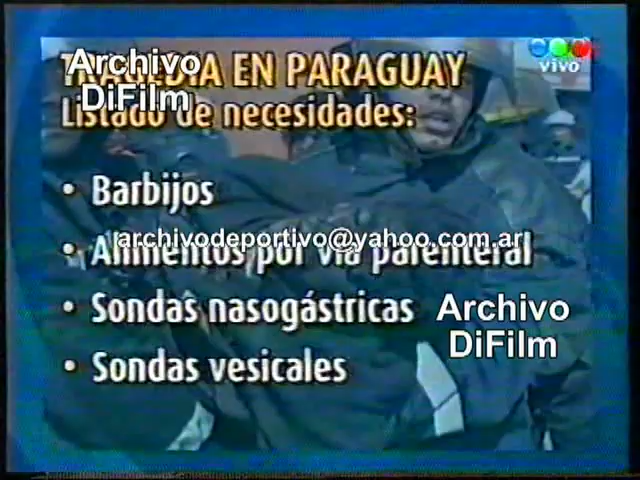 TRAGEDIA EN PARAGUAY
Archivo
DiFilm
vivo
Listado de necesidades:
• Barbijos
archivodeportivo@yahoo.com.ar
• Alimentos por vía parenteral
• Sondas nasogástricas
Archivo
DiFilm
• Sondas vesicales